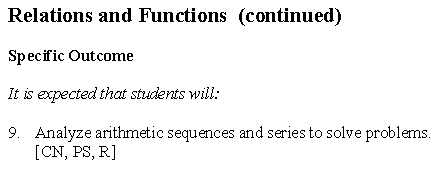 Relations and Functions (continued)
Specific Outcome
It is expected that students will:
9. Analyze arithmetic sequences and series to solve problems.
[CN, PS, R]